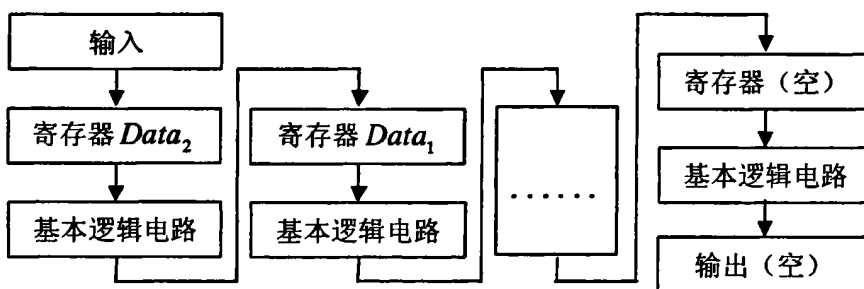 输入
寄存器 Data₂
基本逻辑电路
寄存器 Data₁
基本逻辑电路
......
寄存器（空）
基本逻辑电路
输出（空）